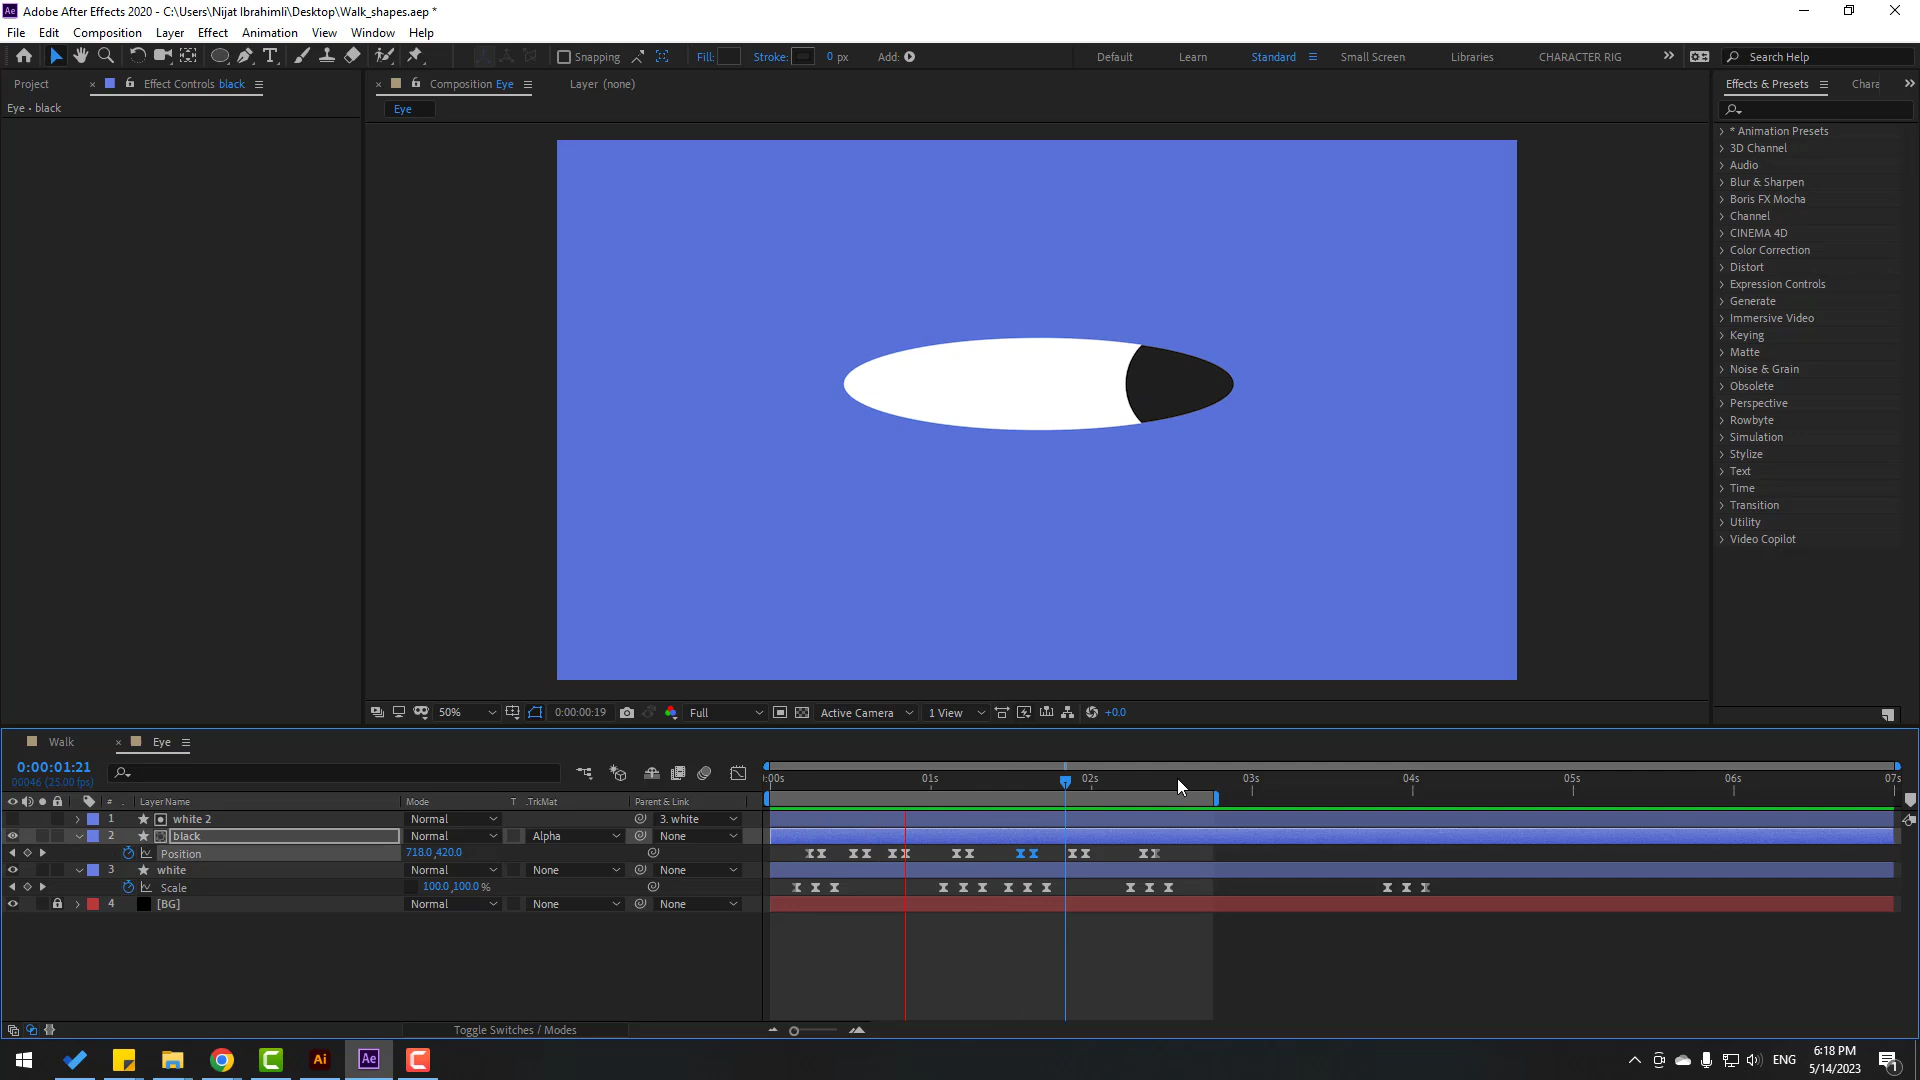 Adobe After Effects 2020 - C:\Users\Nijat Ibrahimli\Desktop\Walk_shapes.aep *
File Edit Composition Layer Effect Animation View Window Help
Snapping Fill: Stroke: 0 px Add: Default Learn Standard Small Screen Libraries CHARACTER RIG Search Help
Project Effect Controls black Composition Eye Layer (none) Effects & Presets Chara
Eye • black
Eye
* Animation Presets
3D Channel
Audio
Blur & Sharpen
Boris FX Mocha
Channel
CINEMA 4D
Color Correction
Distort
Expression Controls
Generate
Immersive Video
Keying
Matte
Noise & Grain
Obsolete
Perspective
Rowbyte
Simulation
Stylize
Text
Time
Transition
Utility
Video Copilot
50% 0:00:00:19 Full Active Camera 1 View +0.0
Walk Eye
0:00:01:21
00046 (25.00 fps)
:00s 01s 02s 03s 04s 05s 06s 07s
# Layer Name Mode T .TrkMat Parent & Link
1 white 2 Normal 3. white
2 black Normal Alpha None
Position 718.0,420.0
3 white Normal None None
Scale 100.0,100.0 %
4 [BG] Normal None None
Toggle Switches / Modes
Ai Ae ENG 6:18 PM
5/14/2023 1